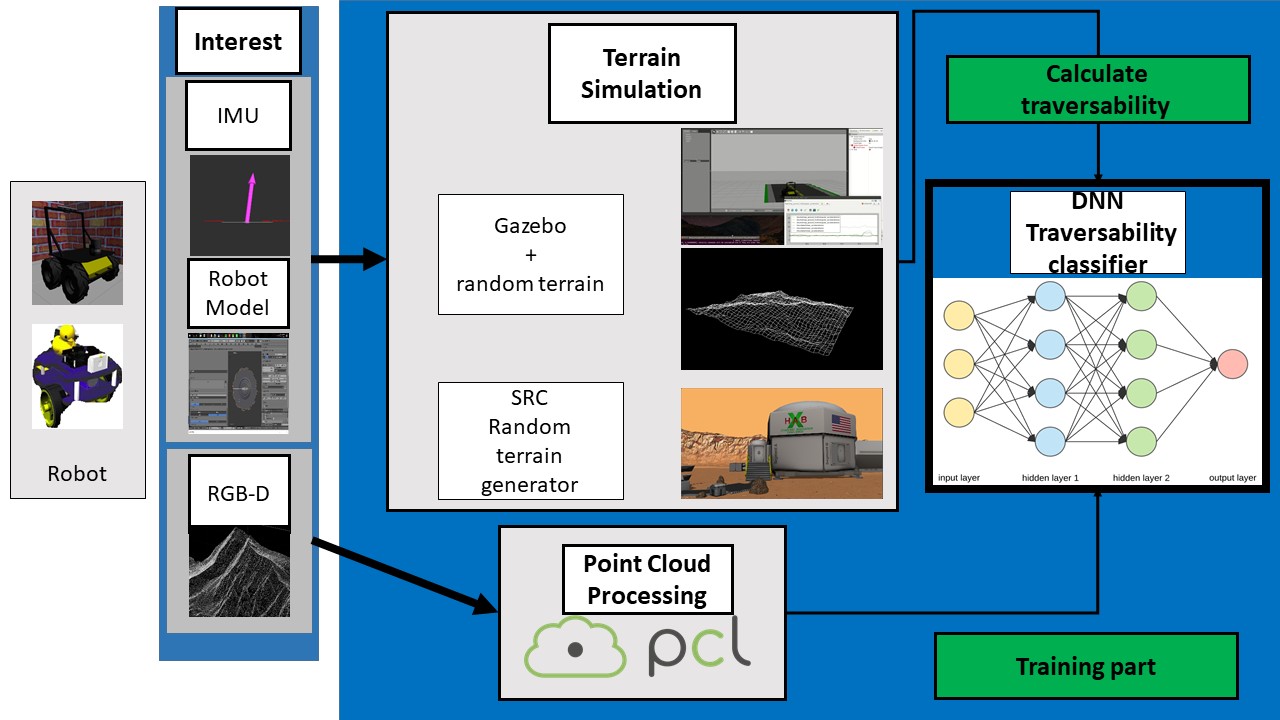 Interest
IMU
Robot
Model
RGB-D
Robot
Terrain
Simulation
Gazebo
+
random terrain
SRC
Random
terrain
generator
HAB
X
Calculate
traversability
DNN
Traversability
classifier
input layer
hidden layer 1
hidden layer 2
output layer
Point Cloud
Processing
pcl
Training part